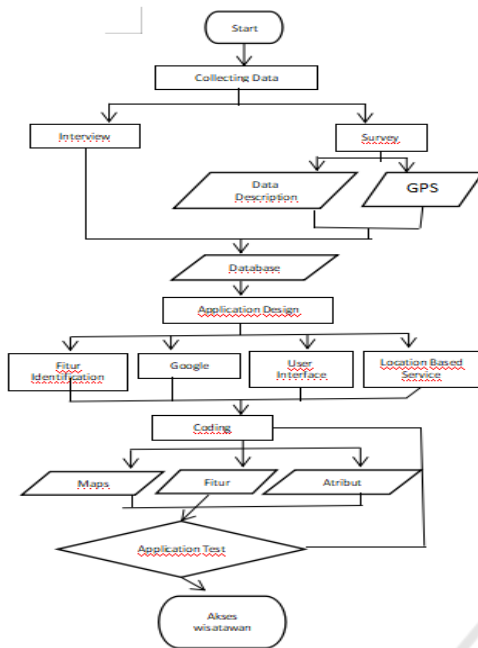 Start
Collecting Data
Interview
Survey
Data
Description
GPS
Database
Application Design
Fitur
Identification
Google
User
Interface
Location Based
Service
Coding
Maps
Fitur
Atribut
Application Test
Akses
wisatawan